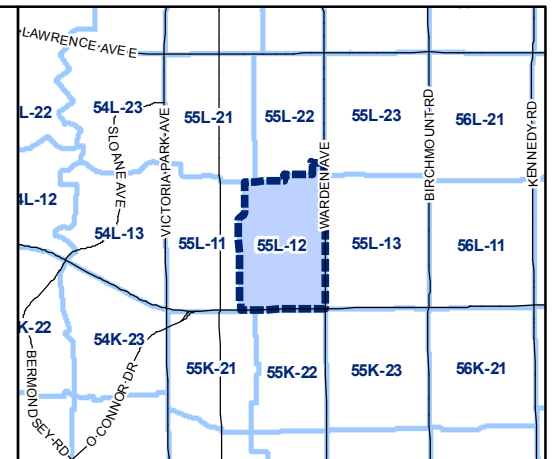 LAWRENCE AVE E
L-22
54L-23
55L-21
55L-22
55L-23
56L-21
SLOANE AVE
VICTORIA PARK AVE
WARDEN AVE
BIRCHMOUNT RD
KENNEDY RD
4L-12
54L-13
55L-11
55L-12
55L-13
56L-11
K-22
54K-23
55K-21
55K-22
55K-23
56K-21
BERMONDSEY RD
O CONNOR DR